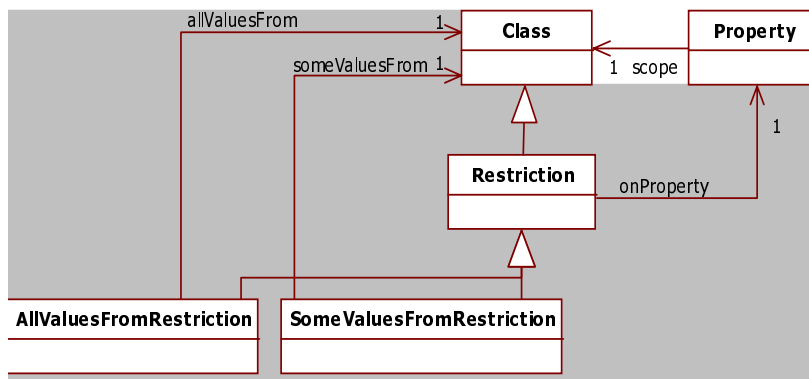 allValuesFrom
1
Class
Property
someValuesFrom 1
1 scope
1
Restriction
onProperty
AllValuesFromRestriction
SomeValuesFromRestriction